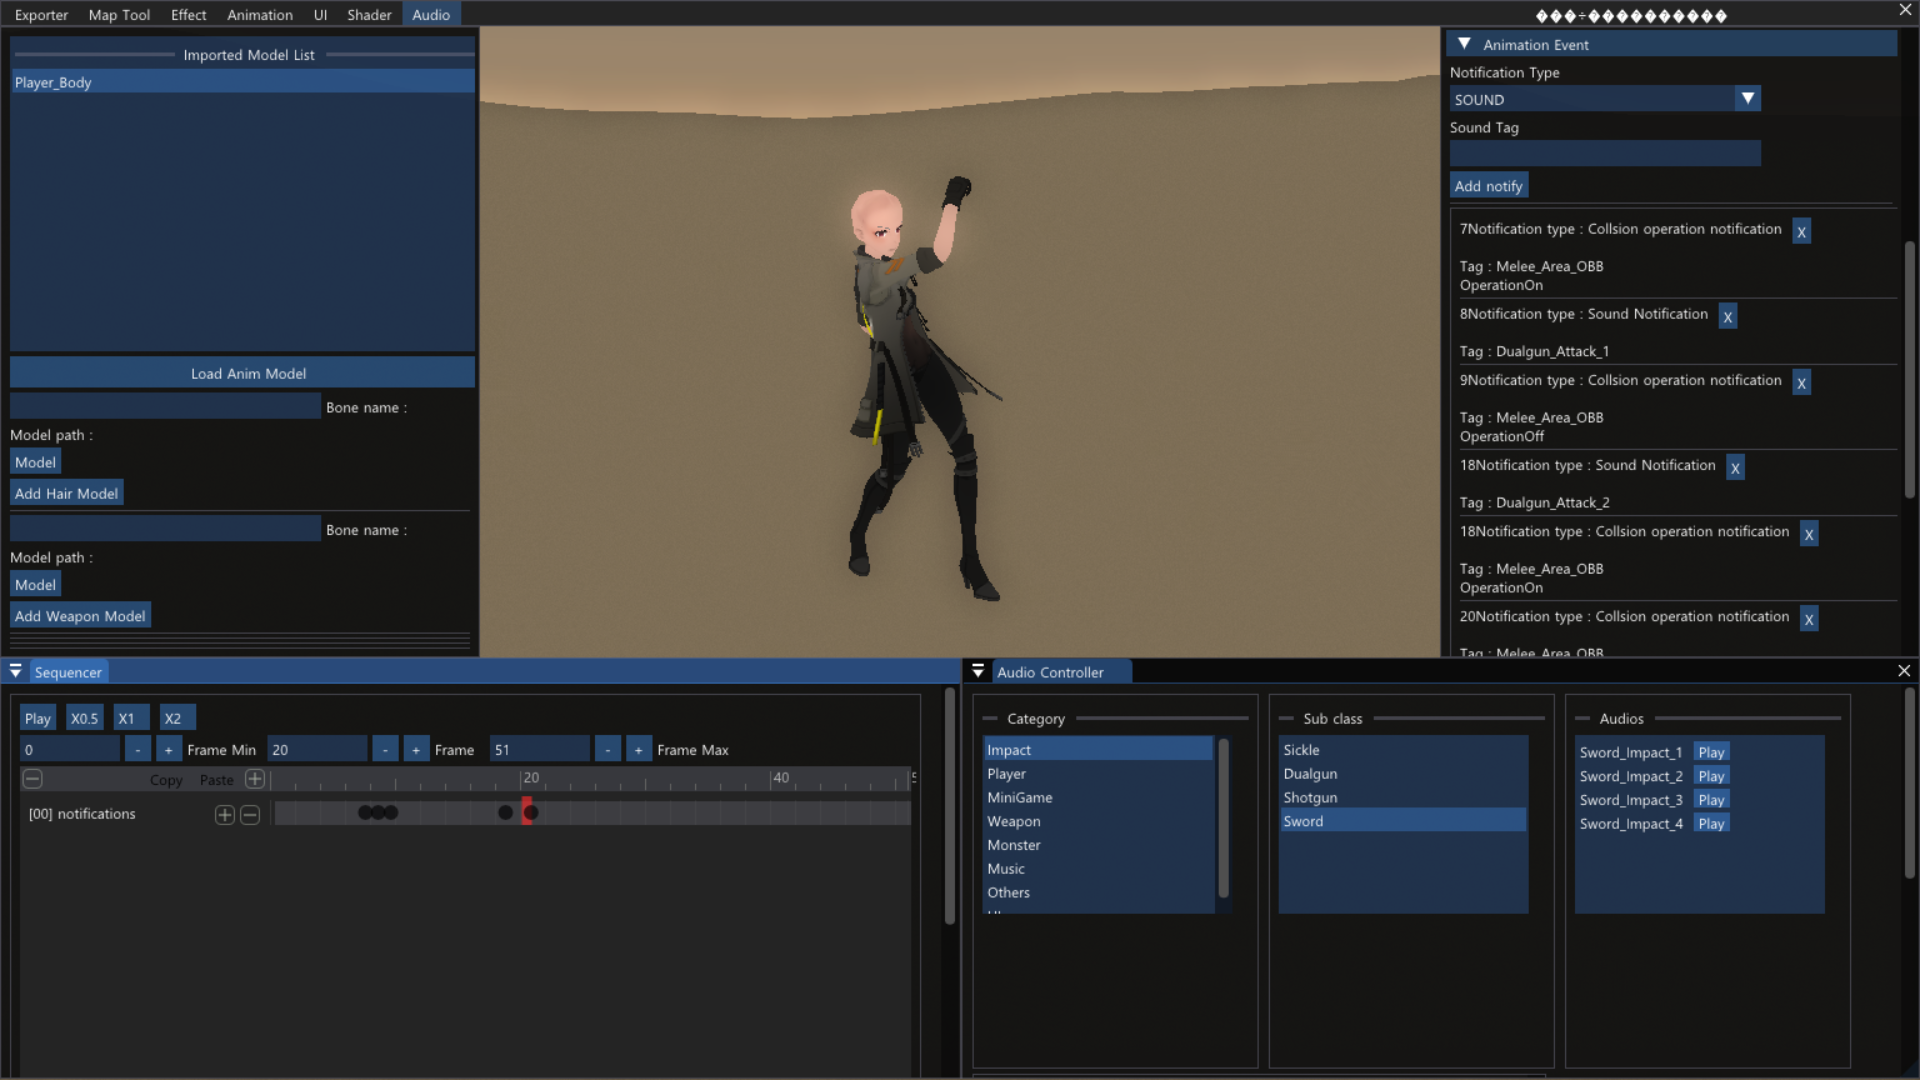 Exporter Map Tool Effect Animation UI Shader Audio
Imported Model List
Player_Body
Load Anim Model
Bone name :
Model path :
Model
Add Hair Model
Bone name :
Model path :
Model
Add Weapon Model
Animation Event
Notification Type
SOUND
Sound Tag
Add notify
7Notification type : Collsion operation notification X
Tag : Melee_Area_OBB
OperationOn
8Notification type : Sound Notification X
Tag : Dualgun_Attack_1
9Notification type : Collsion operation notification X
Tag : Melee_Area_OBB
OperationOff
18Notification type : Sound Notification X
Tag : Dualgun_Attack_2
18Notification type : Collsion operation notification X
Tag : Melee_Area_OBB
OperationOn
20Notification type : Collsion operation notification X
Tag : Melee_Area_OBB
Sequencer
Play X0.5 X1 X2
0 - + Frame Min 20 - + Frame 51 - + Frame Max
Copy Paste 20 40
[00] notifications
Audio Controller
Category
Impact
Player
MiniGame
Weapon
Monster
Music
Others
Sub class
Sickle
Dualgun
Shotgun
Sword
Audios
Sword_Impact_1 Play
Sword_Impact_2 Play
Sword_Impact_3 Play
Sword_Impact_4 Play